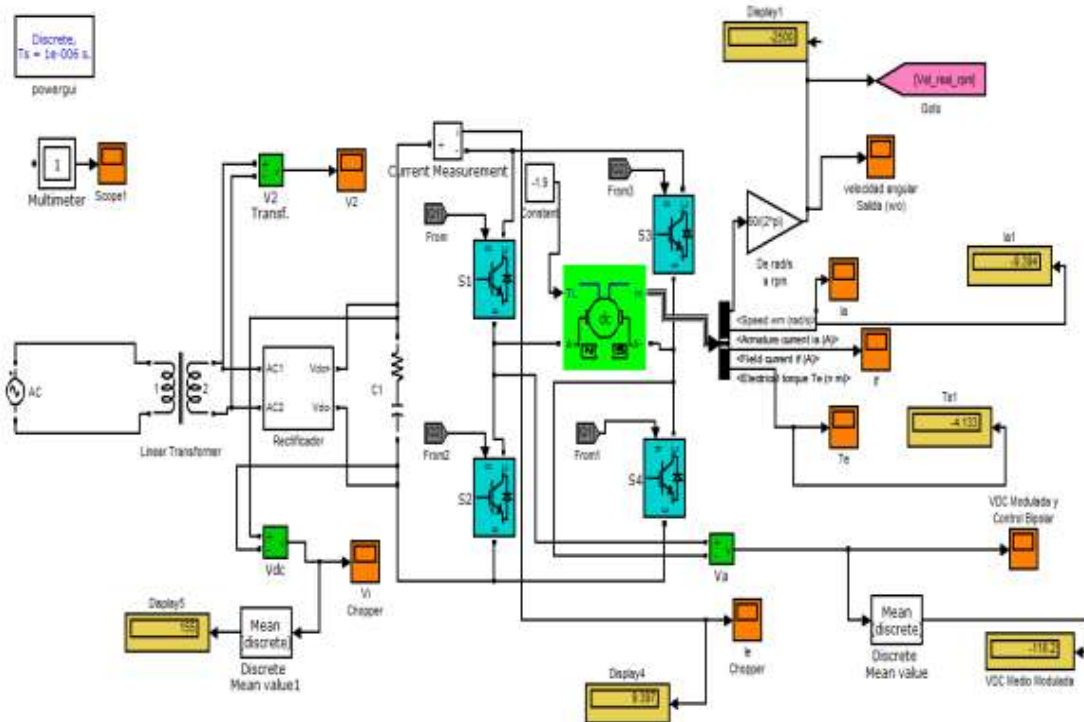 Discrete,
Ts = 1e-006 s.
powergui
Display1
[Vel_real_rpm]
Goto
1
Multimeter
Scope1
V2
Transf.
V2
Current Measurement
-1.9
Constant
From
From3
S1
S3
TL
m
dc
60/(2*pi)
De rad/s
a rpm
velocidad angular
Salida (wo)
Ia1
Ia
<Speed wm (rad/s)>
<Armature current ia (A)>
<Field current if (A)>
<Electrical torque Te (n m)>
If
AC
1
2
Linear Transformer
AC1
Vdc+
AC2
Vdc-
Rectificador
C1
From2
S2
From1
S4
Te
Te1
-4.133
VDC Modulada y
Control Bipolar
Vdc
Vi
Chopper
Va
Display5
155
Mean
(discrete)
Discrete
Mean value1
Ie
Chopper
Display4
Mean
(discrete)
Discrete
Mean value
VDC Medio Modulada